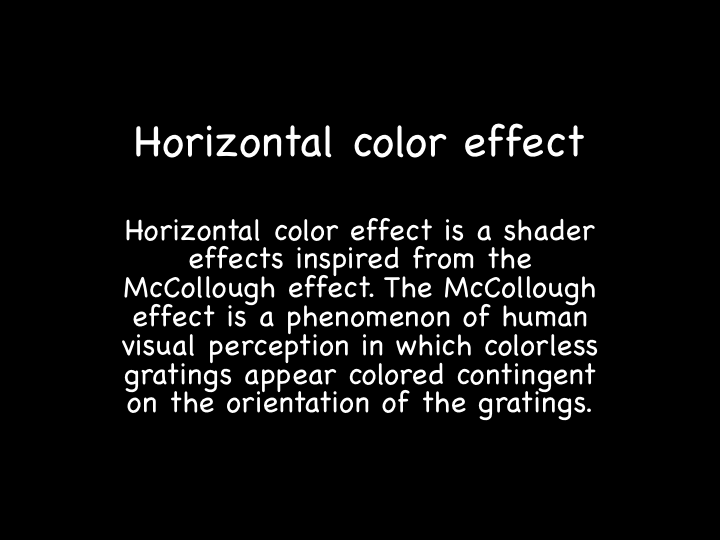 Horizontal color effect
Horizontal color effect is a shader
effects inspired from the
McCollough effect. The McCollough
effect is a phenomenon of human
visual perception in which colorless
gratings appear colored contingent
on the orientation of the gratings.